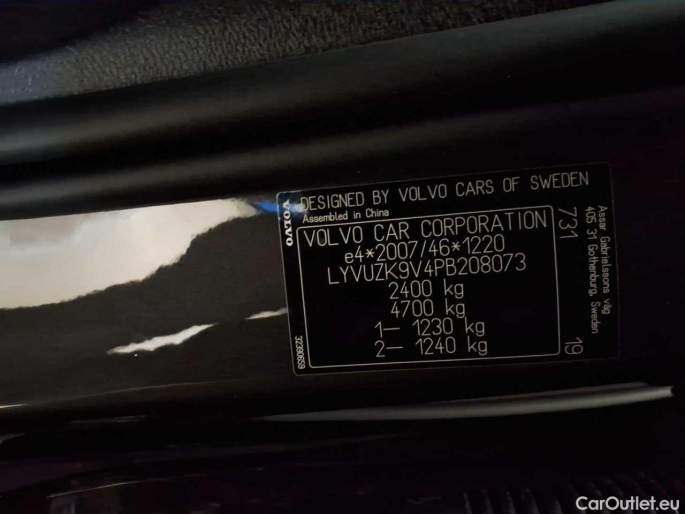 VOLVO
DESIGNED BY VOLVO CARS OF SWEDEN
Assembled in China
VOLVO CAR CORPORATION
e4*2007/46*1220
LYVUZK9V4PB208073
2400 kg
4700 kg
1— 1230 kg
2— 1240 kg
32390659
731
19
Assar Gabrielssons väg
405 31 Gothenburg, Sweden
CarOutlet.eu